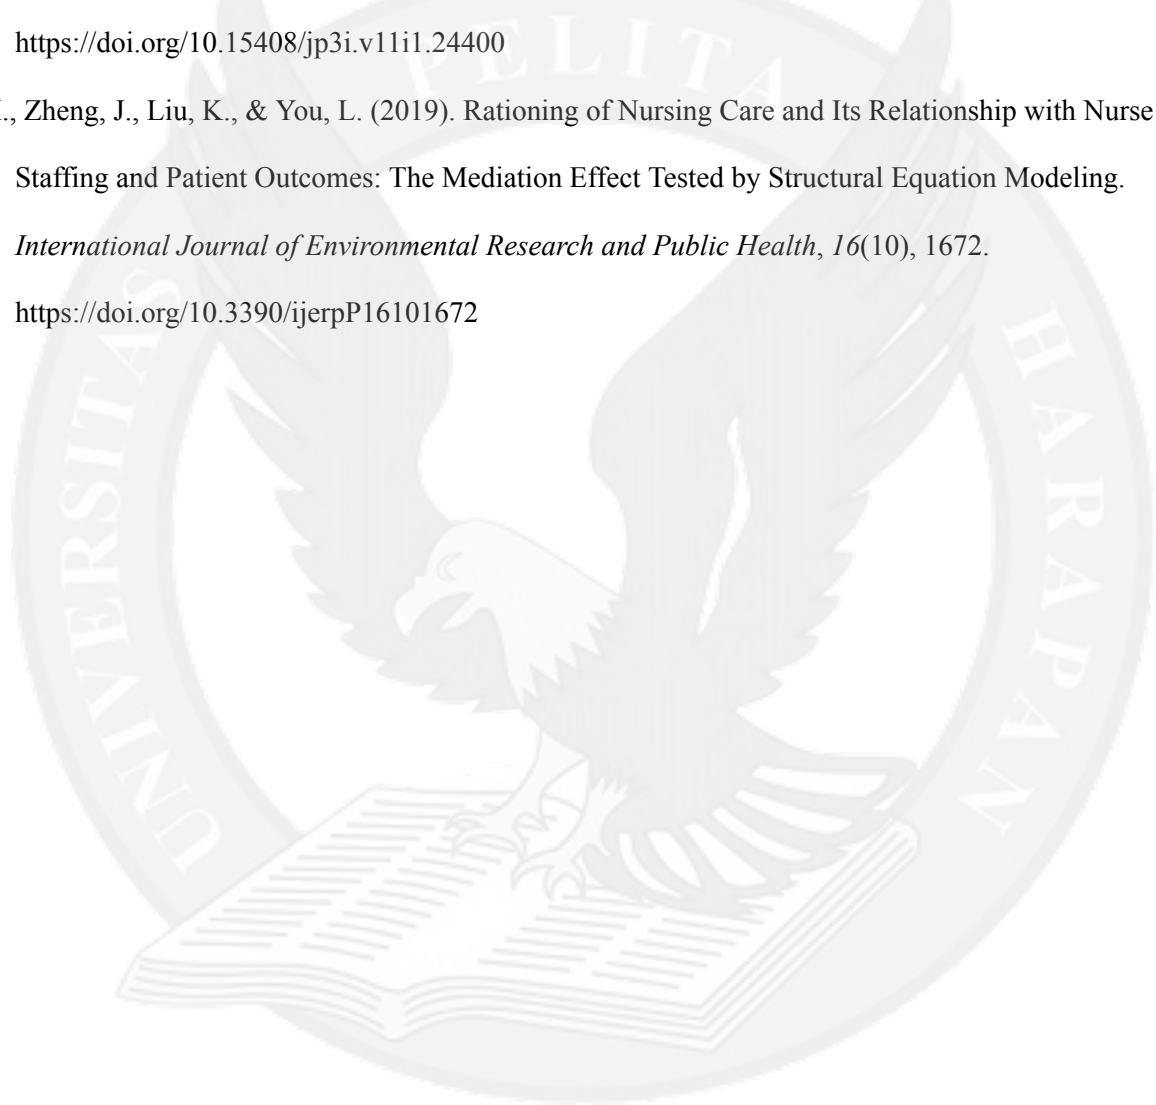 https://doi.org/10.15408/jp3i.v11i1.24400
., Zheng, J., Liu, K., & You, L. (2019). Rationing of Nursing Care and Its Relationship with Nurse
Staffing and Patient Outcomes: The Mediation Effect Tested by Structural Equation Modeling.
International Journal of Environmental Research and Public Health, 16(10), 1672.
https://doi.org/10.3390/ijerpP16101672
UNIVERSITAS PELITA HARAPAN